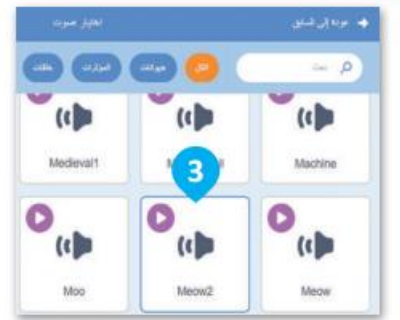 عودة إلى السابق
اختيار صوت
بحث
الكل
حيوانات
المؤثرات
حلقات
Machine
Medieval1
3
Meow
Meow2
Moo